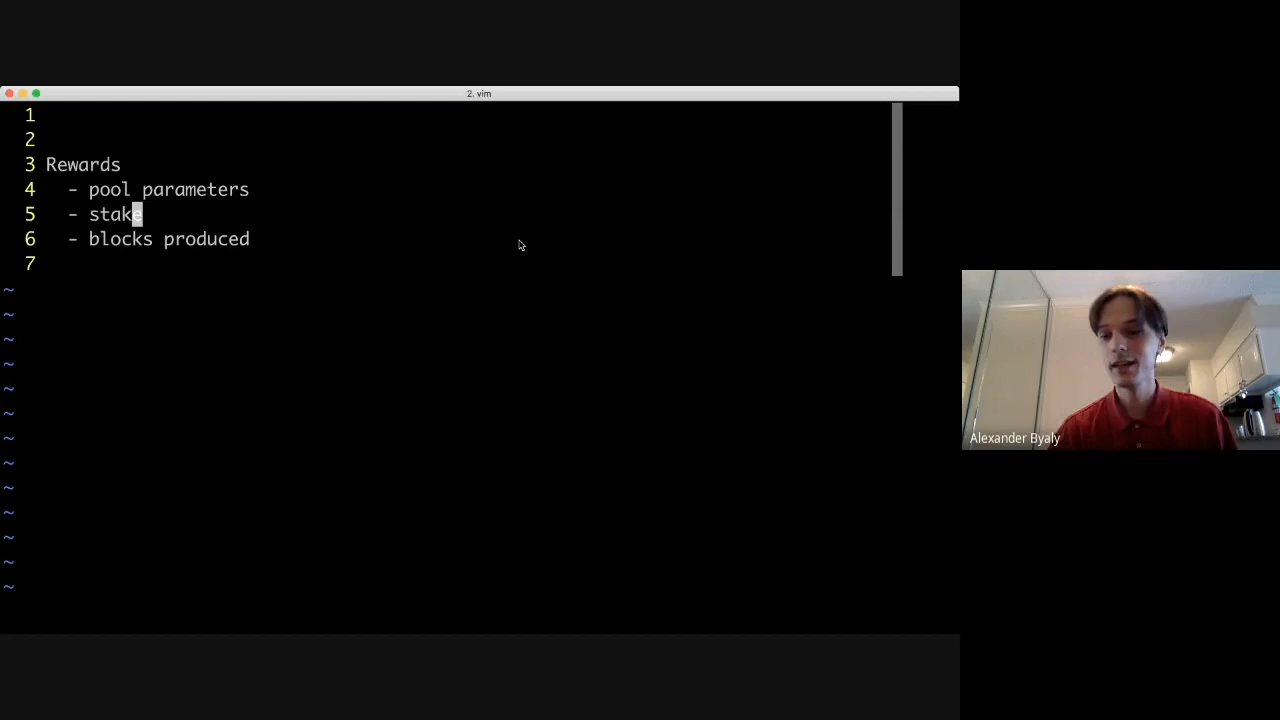 2. vim
1
2
3 Rewards
4   - pool parameters
5   - stake
6   - blocks produced
7
~
~
~
~
~
~
~
~
~
~
~
~
~
Alexander Byaly